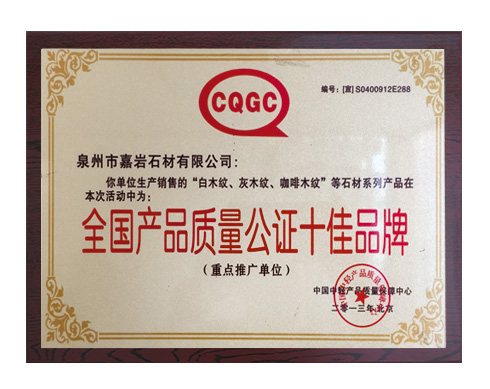 CQGC
编号：[宣] S0400912E288
泉州市嘉岩石材有限公司：
你单位生产销售的“白木纹、灰木纹、咖啡木纹”等石材系列产品在
本次活动中为：
全国产品质量公证十佳品牌
（重点推广单位）
中国中轻产品质量保障中心
二零一三年北京